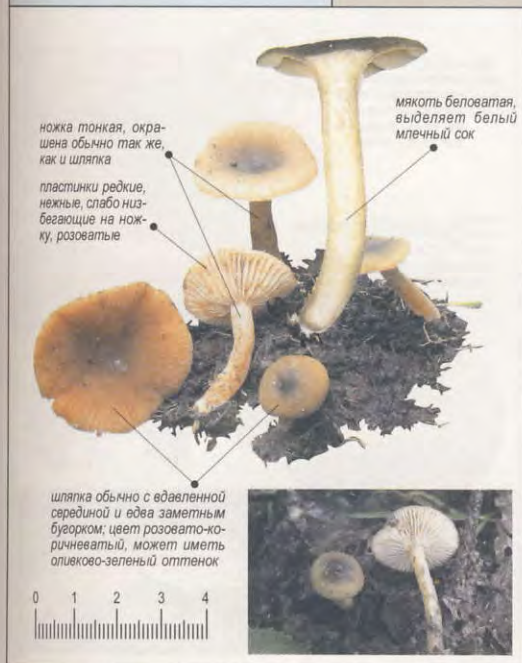 ножка тонкая, окра-
шена обычно так же,
как и шляпка
пластинки редкие,
нежные, слабо низ-
бегающие на нож-
ку, розоватые
мякоть беловатая,
выделяет белый
млечный сок
шляпка обычно с вдавленной
серединой и едва заметным
бугорком; цвет розовато-ко-
ричневатый, может иметь
оливково-зеленый оттенок
0 1 2 3 4